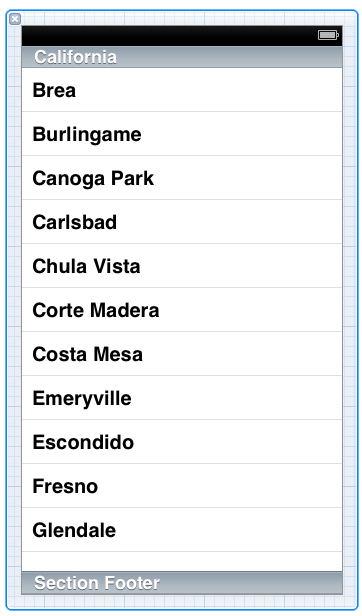 California
Brea
Burlingame
Canoga Park
Carlsbad
Chula Vista
Corte Madera
Costa Mesa
Emeryville
Escondido
Fresno
Glendale
Section Footer